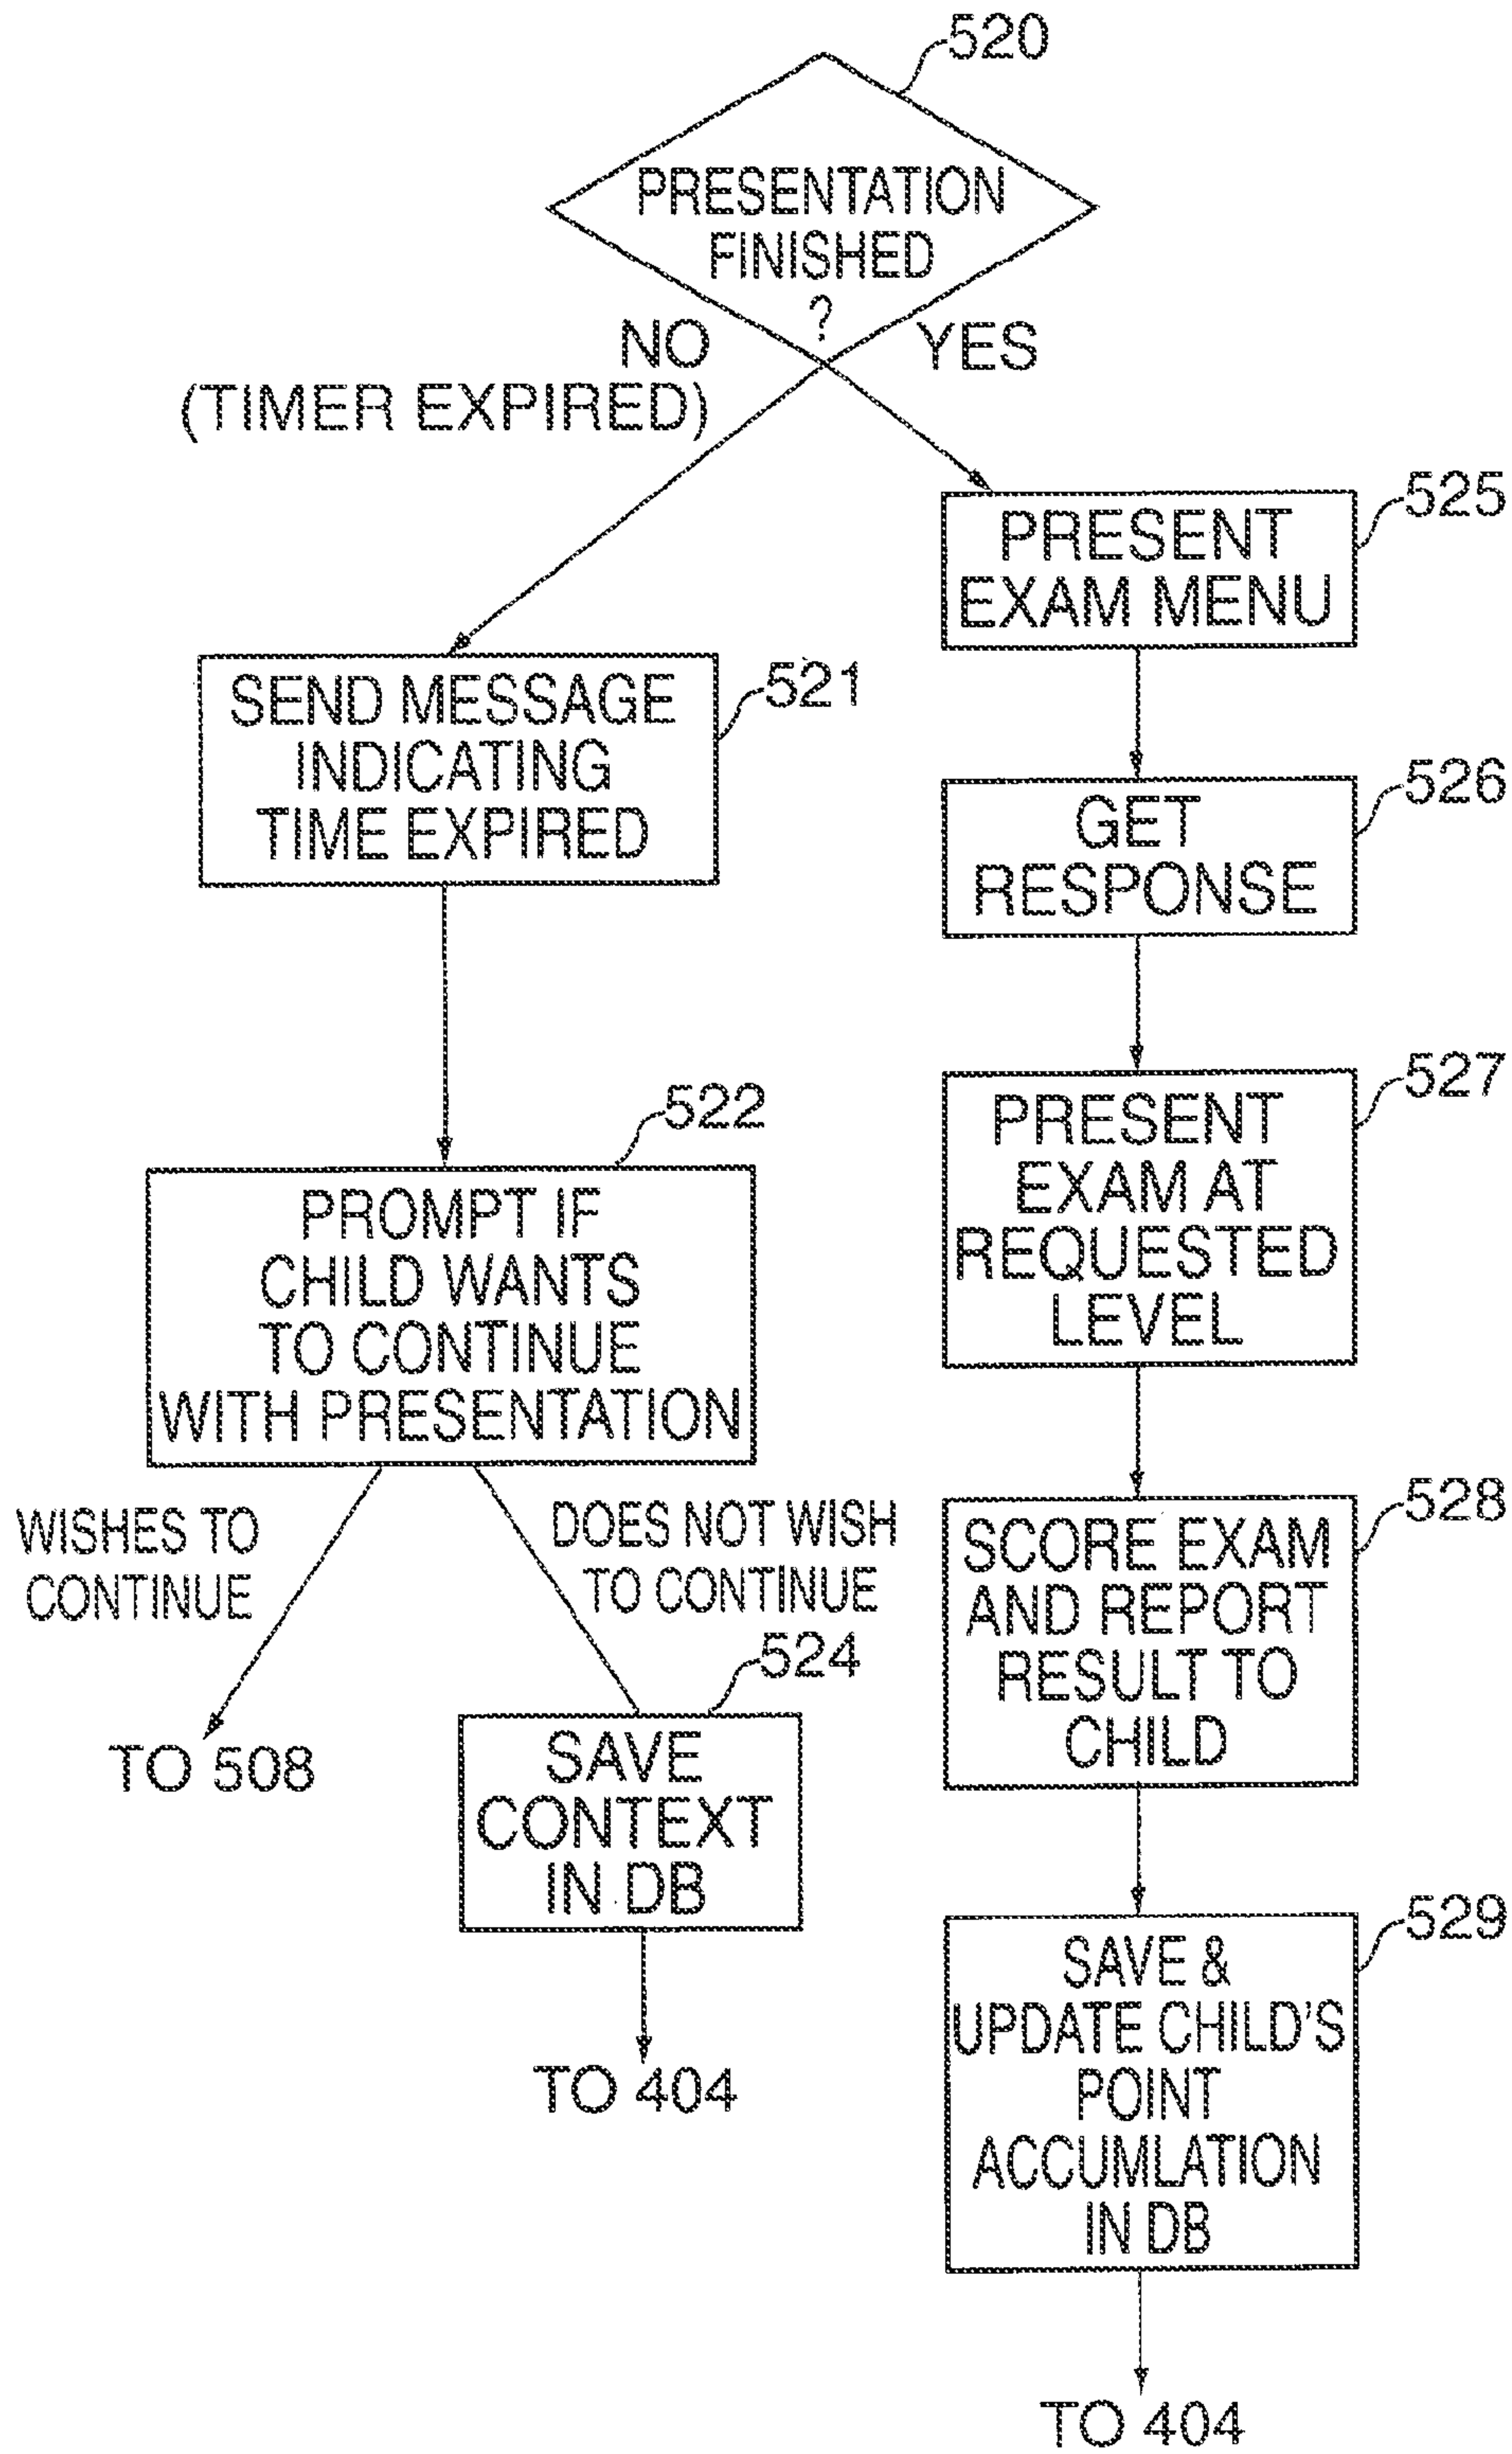 520
PRESENTATION
FINISHED
?
NO
(TIMER EXPIRED)
YES
525
PRESENT
EXAM MENU
521
SEND MESSAGE
INDICATING
TIME EXPIRED
526
GET
RESPONSE
522
PROMPT IF
CHILD WANTS
TO CONTINUE
WITH PRESENTATION
527
PRESENT
EXAM AT
REQUESTED
LEVEL
WISHES TO
CONTINUE
DOES NOT WISH
TO CONTINUE
528
SCORE EXAM
AND REPORT
RESULT TO
CHILD
TO 508
524
SAVE
CONTEXT
IN DB
TO 404
529
SAVE &
UPDATE CHILD'S
POINT
ACCUMLATION
IN DB
TO 404